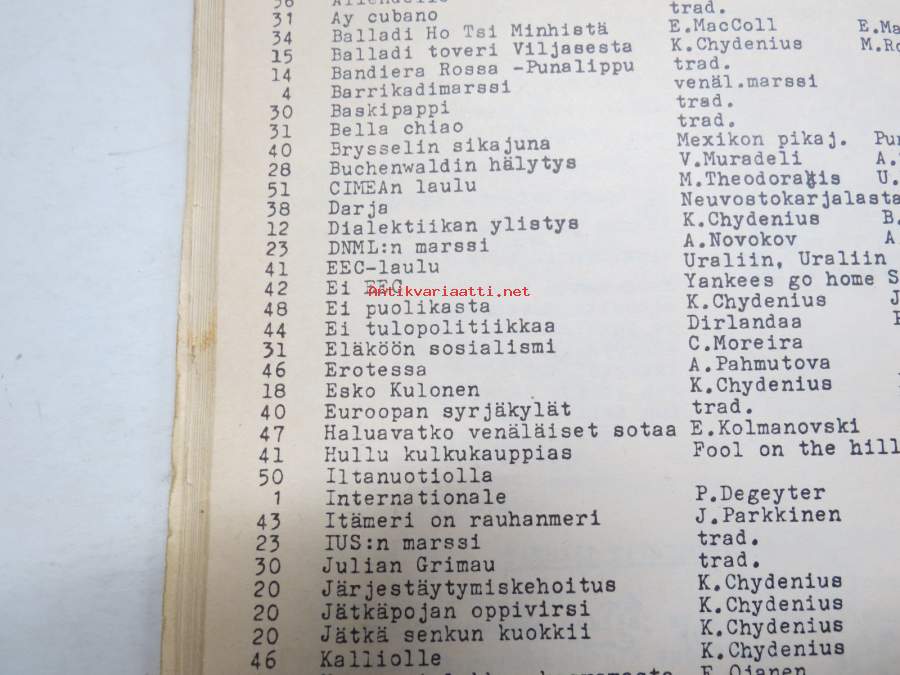 31 Ay cubano trad.
34 Balladi Ho Tsi Minhistä E.MacColl
15 Balladi toveri Viljasesta K.Chydenius
14 Bandiera Rossa -Punalippu trad.
4 Barrikadimarssi venäl.marssi
30 Baskipappi trad.
31 Bella chiao trad.
40 Brysselin sikajuna Mexikon pikaj.
28 Buchenwaldin hälytys V.Muradeli A.
51 CIMEAn laulu M.Theodorakis U.
38 Darja Neuvostokarjalasta
12 Dialektiikan ylistys K.Chydenius B.
23 DNML:n marssi A.Novokov A
41 EEC-laulu Uraliin, Uraliin
42 Ei EEC Yankees go home S
Antikvariaatti.net
48 Ei puolikasta K.Chydenius J
44 Ei tulopolitiikkaa Dirlandaa
31 Eläköön sosialismi C.Moreira
46 Erotessa A.Pahmutova
18 Esko Kulonen K.Chydenius
40 Euroopan syrjäkylät trad.
47 Haluavatko venäläiset sotaa E.Kolmanovski
41 Hullu kulkukauppias Fool on the hill
50 Iltanuotiolla
1 Internationale P.Degeyter
43 Itämeri on rauhanmeri J.Parkkinen
23 IUS:n marssi trad.
30 Julian Grimau trad.
20 Järjestäytymiskehoitus K.Chydenius
20 Jätkäpojan oppivirsi K.Chydenius
20 Jätkä senkun kuokkii K.Chydenius
46 Kalliolle K.Chydenius
E.Ojanen